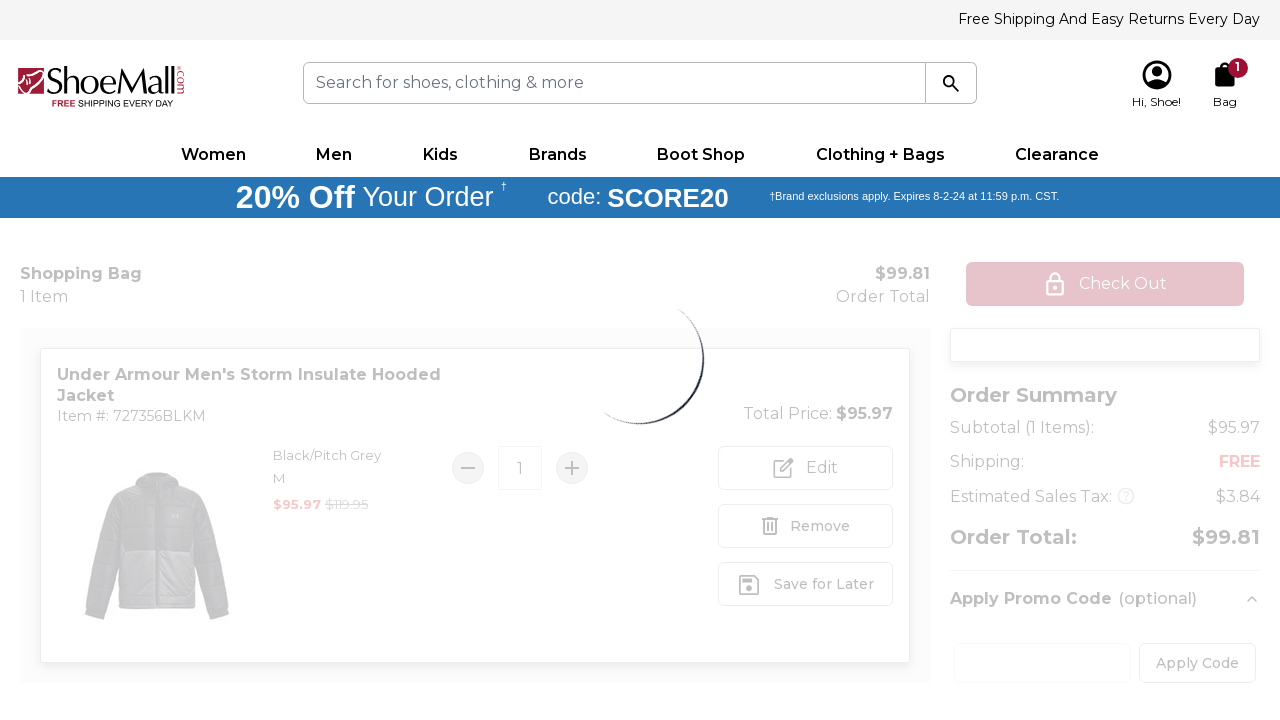 Free Shipping And Easy Returns Every Day
ShoeMall®
.com
FREE SHIPPING EVERY DAY
Search for shoes, clothing & more
Hi, Shoe!
1
Bag
Women Men Kids Brands Boot Shop Clothing + Bags Clearance
20% Off Your Order † code: SCORE20 †Brand exclusions apply. Expires 8-2-24 at 11:59 p.m. CST.
Shopping Bag
1 Item
$99.81
Order Total
Check Out
Under Armour Men's Storm Insulate Hooded
Jacket
Item #: 727356BLKM
Total Price: $95.97
Black/Pitch Grey
M
$95.97 $119.95
1
Edit
Remove
Save for Later
Order Summary
Subtotal (1 Items): $95.97
Shipping: FREE
Estimated Sales Tax: ? $3.84
Order Total: $99.81
Apply Promo Code (optional)
Apply Code